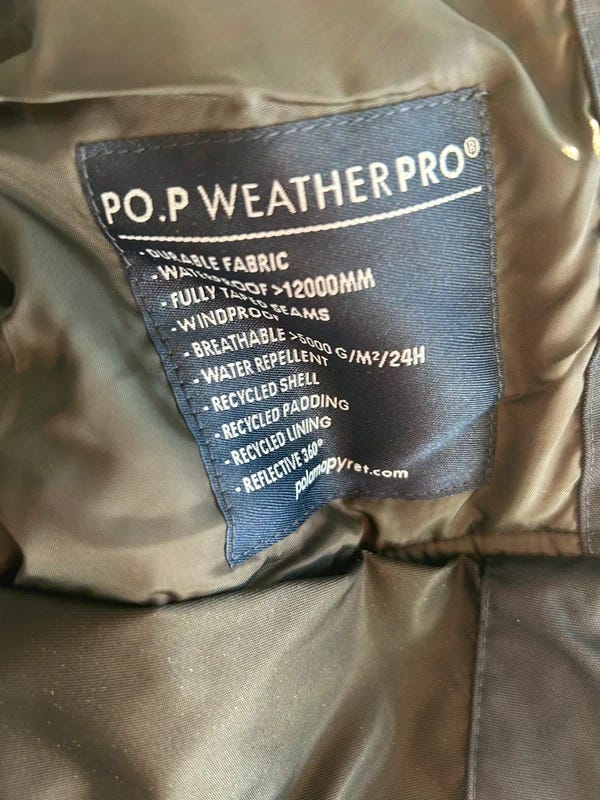 PO.P WEATHERPRO®
- DURABLE FABRIC
- WATERPROOF >12000MM
- FULLY TAPED SEAMS
- WINDPROOF
- BREATHABLE >5000 G/M²/24H
- WATER REPELLENT
- RECYCLED SHELL
- RECYCLED PADDING
- RECYCLED LINING
- REFLECTIVE 360°
polarnopyret.com